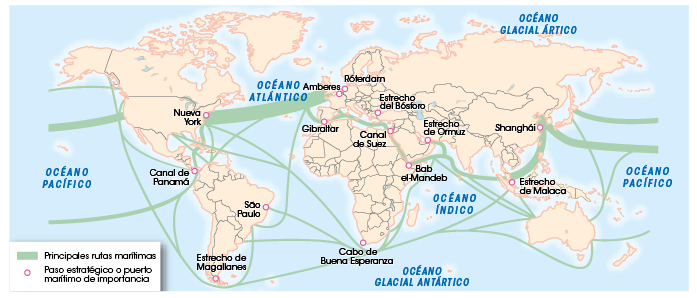 OCÉANO
GLACIAL ÁRTICO
OCÉANO
ATLÁNTICO
Róterdam
Amberes
Estrecho
del Bósforo
Nueva
York
Gibraltar
Canal
de Suez
Estrecho
de Ormuz
Shanghái
OCÉANO
PACÍFICO
Canal de
Panamá
Bab
el-Mandeb
Estrecho
de Malaca
OCÉANO
PACÍFICO
São
Paulo
OCÉANO
ÍNDICO
Cabo de
Buena Esperanza
Estrecho de
Magallanes
OCÉANO
GLACIAL ANTÁRTICO
Principales rutas marítimas
Paso estratégico o puerto
marítimo de importancia